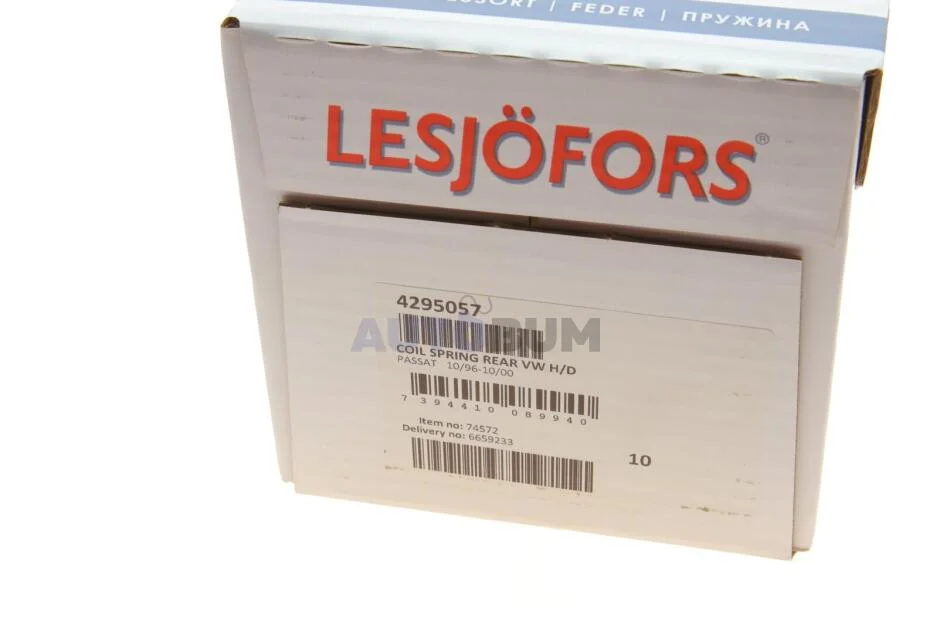 FEDER | ПРУЖИНА
LESJÖFORS®
4295057
AUTOBUM
COIL SPRING REAR VW H/D
PASSAT 10/96-10/00
7 394410 089940
Item no: 74572
Delivery no: 6659233
10